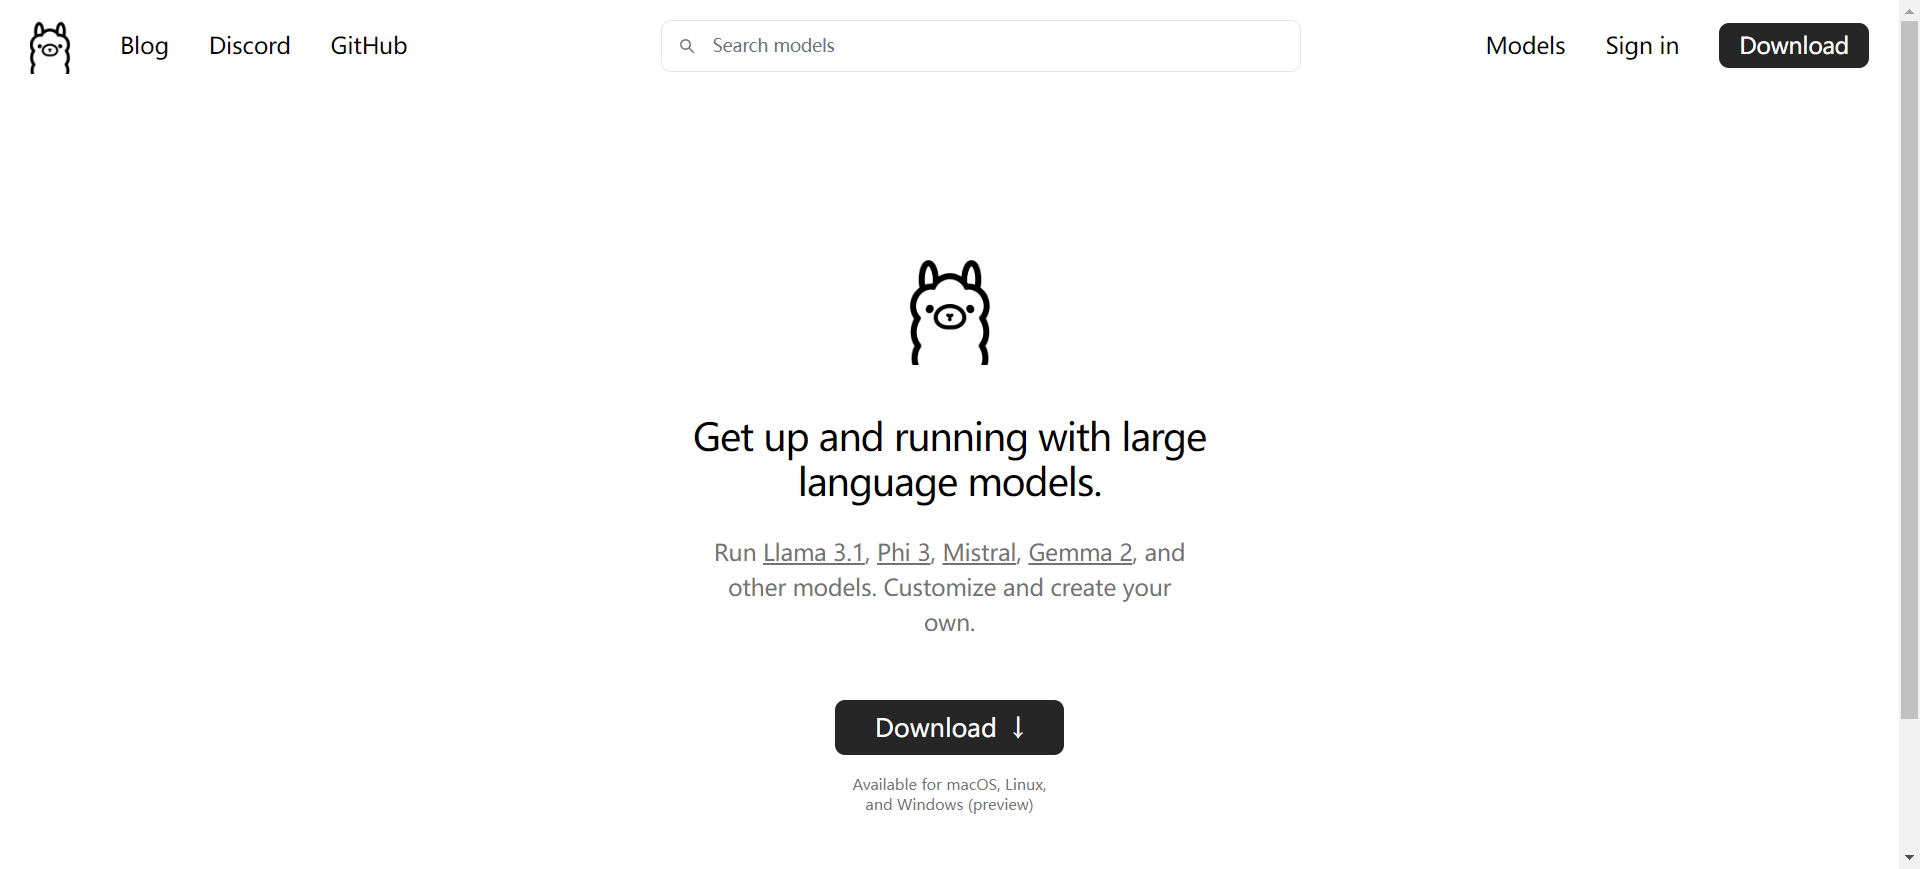 Blog Discord GitHub Search models Models Sign in Download
Get up and running with large
language models.
Run Llama 3.1, Phi 3, Mistral, Gemma 2, and
other models. Customize and create your
own.
Download ↓
Available for macOS, Linux,
and Windows (preview)